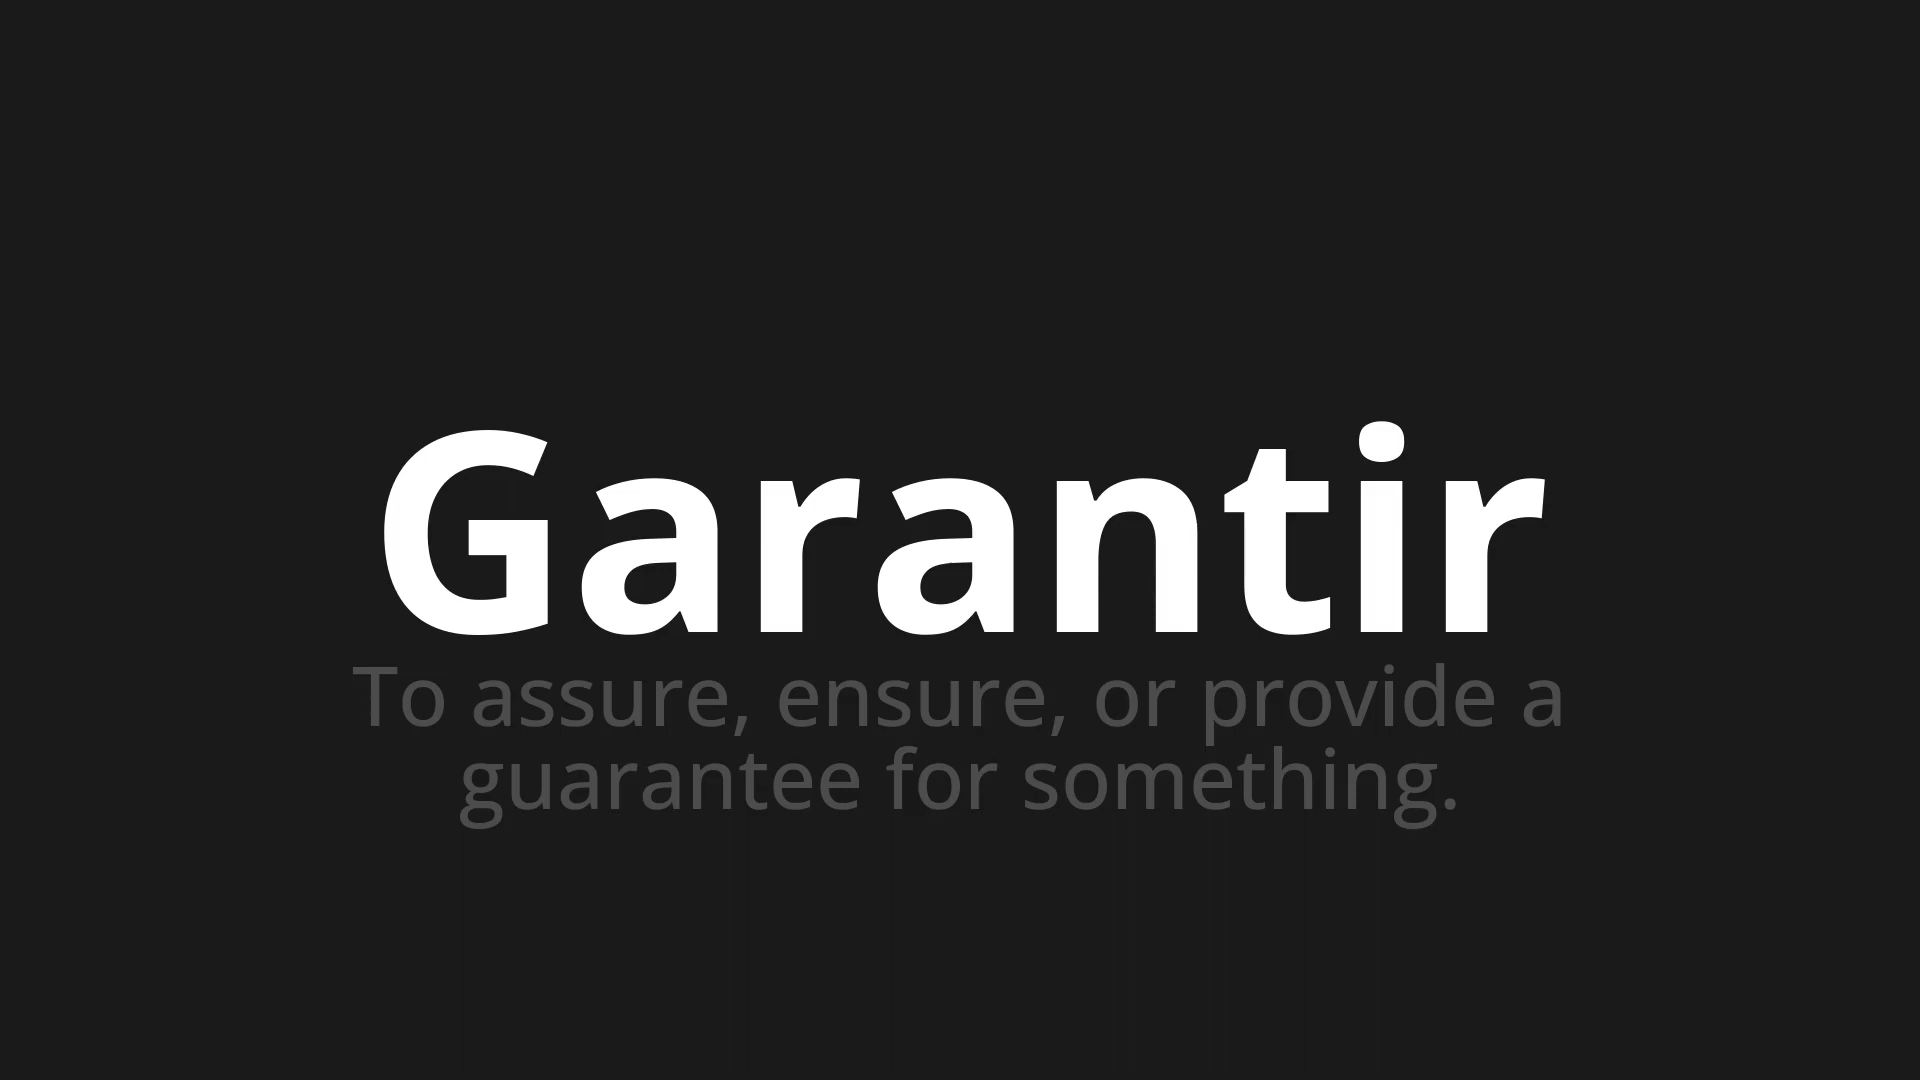 Garantir
To assure, ensure, or provide a
guarantee for something.